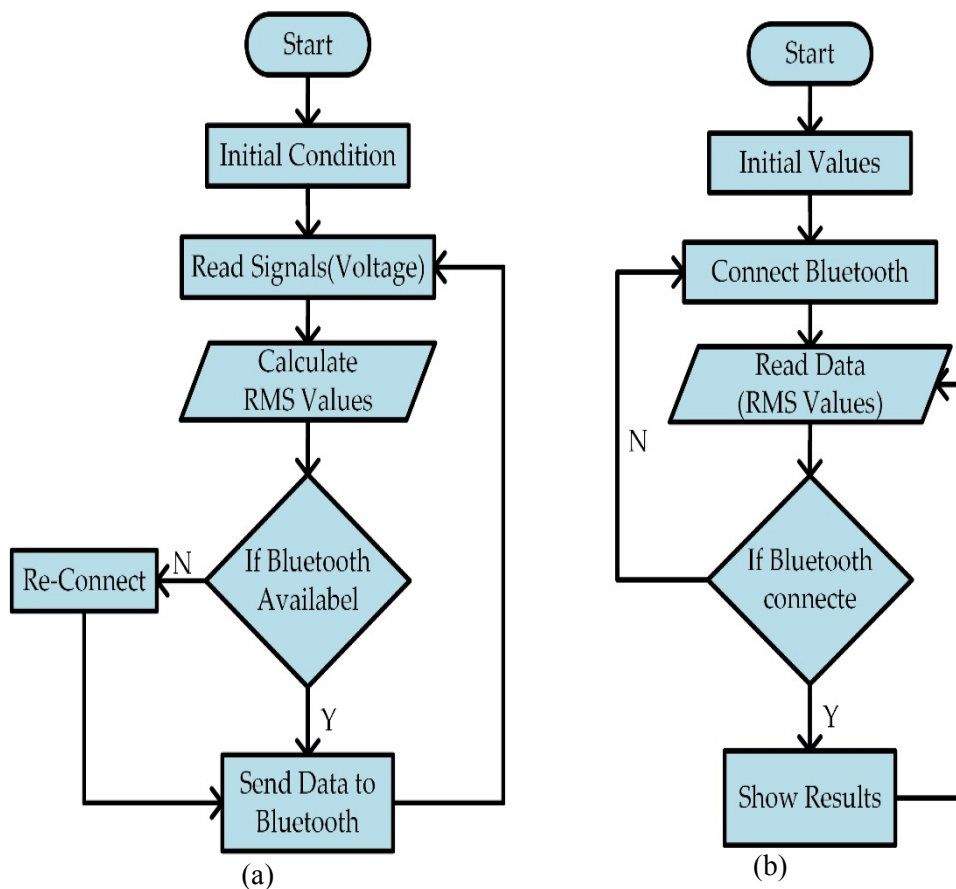 Start
Initial Condition
Read Signals(Voltage)
Calculate
RMS Values
If Bluetooth
Availabel
N
Re-Connect
Y
Send Data to
Bluetooth
(a)
Start
Initial Values
Connect Bluetooth
Read Data
(RMS Values)
N
If Bluetooth
connecte
Y
Show Results
(b)